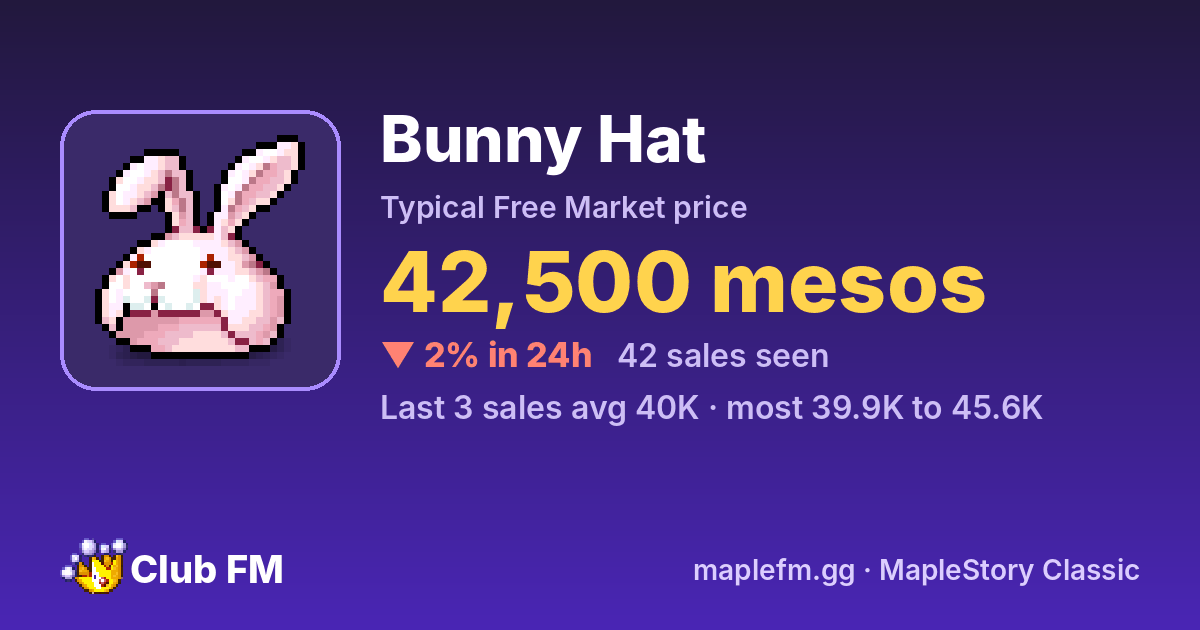 Bunny Hat
Typical Free Market price
42,500 mesos
▼ 2% in 24h 42 sales seen
Last 3 sales avg 40K · most 39.9K to 45.6K
Club FM
maplefm.gg · MapleStory Classic